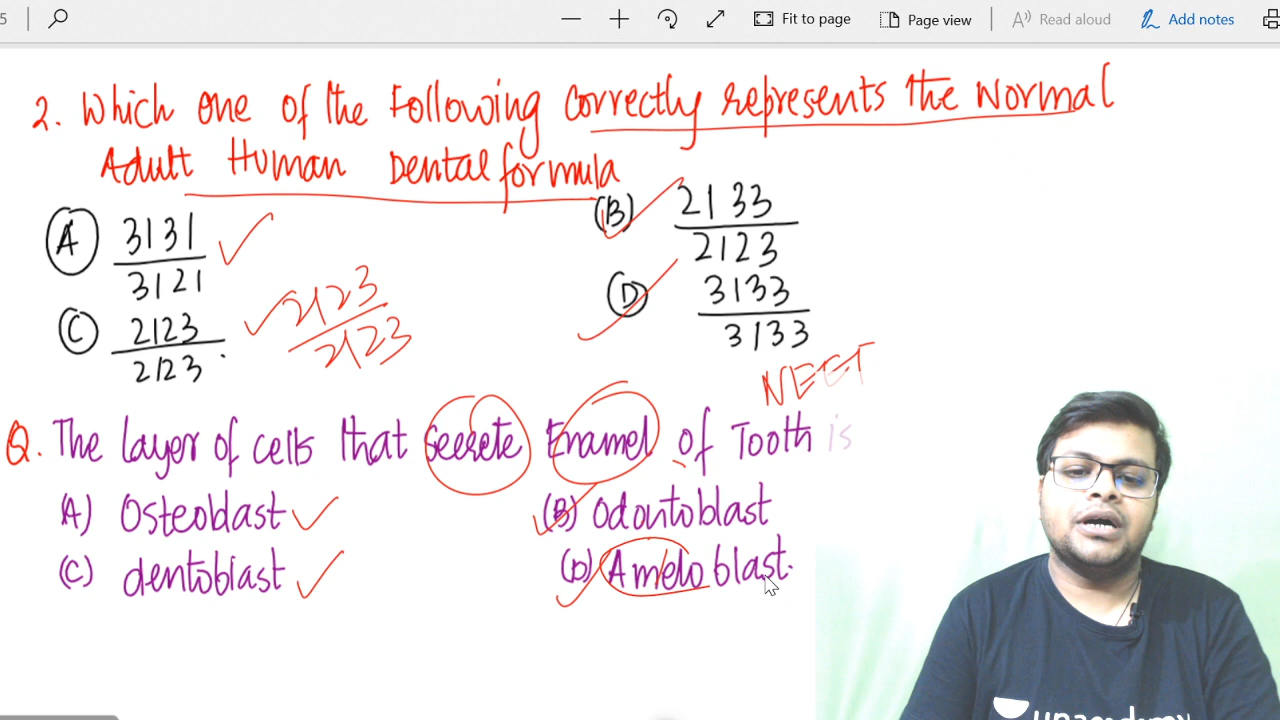 5
Fit to page
Page view
Read aloud
Add notes
2. Which one of the Following Correctly represents the Normal
Adult Human Dental formula
(A) 3131
3121
(B) 2133
2123
(C) 2123
2123
2123
2123
(D) 3133
3133
NEET
Q. The layer of cells that Secrete Enamel of Tooth is
(A) Osteoblast
(B) Odontoblast
(C) dentoblast
(D) Ameloblast.
unacademy